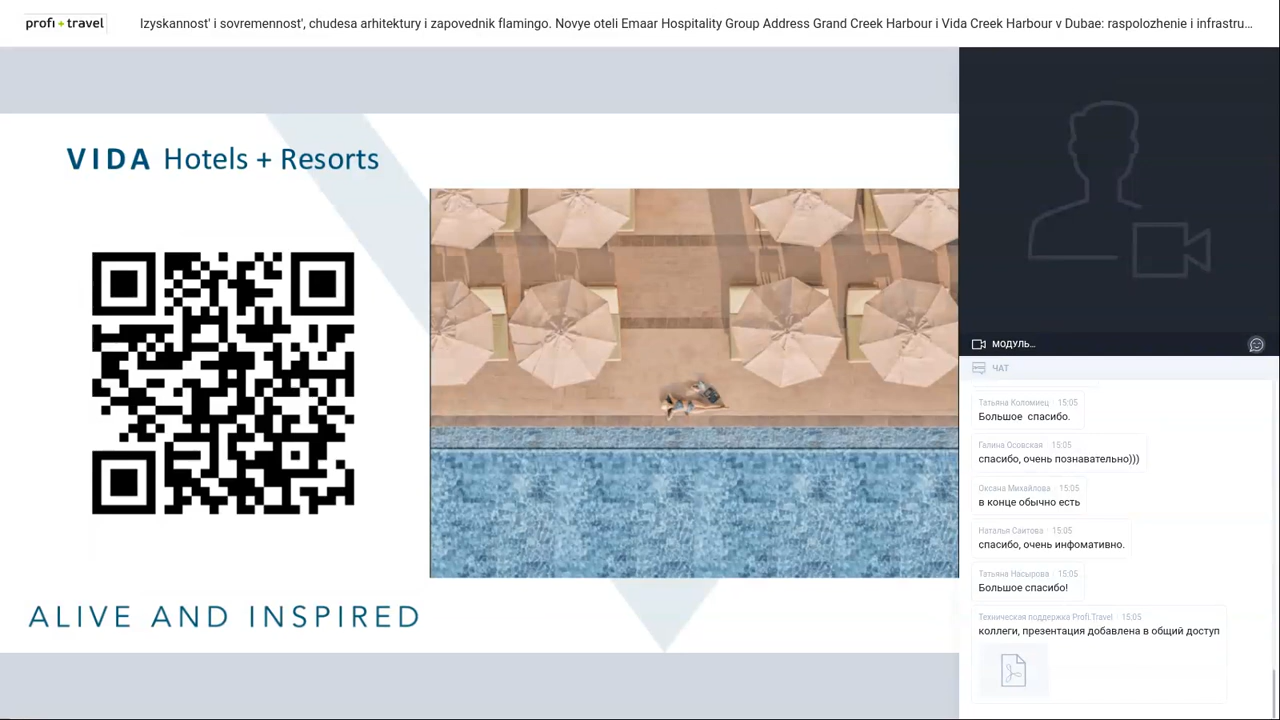 profi + travel
Izyskannost' i sovremennost', chudesa arhitektury i zapovednik flamingo. Novye oteli Emaar Hospitality Group Address Grand Creek Harbour i Vida Creek Harbour v Dubae: raspolozhenie i infrastru...
VIDA Hotels + Resorts
ALIVE AND INSPIRED
МОДУЛЬ...
ЧАТ
Татьяна Коломиец · 15:05
Большое спасибо.
Галина Осовская · 15:05
спасибо, очень познавательно)))
Оксана Михайлова · 15:05
в конце обычно есть
Наталья Саитова · 15:05
спасибо, очень инфомативно.
Татьяна Насырова · 15:05
Большое спасибо!
Техническая поддержка Profi.Travel · 15:05
коллеги, презентация добавлена в общий доступ